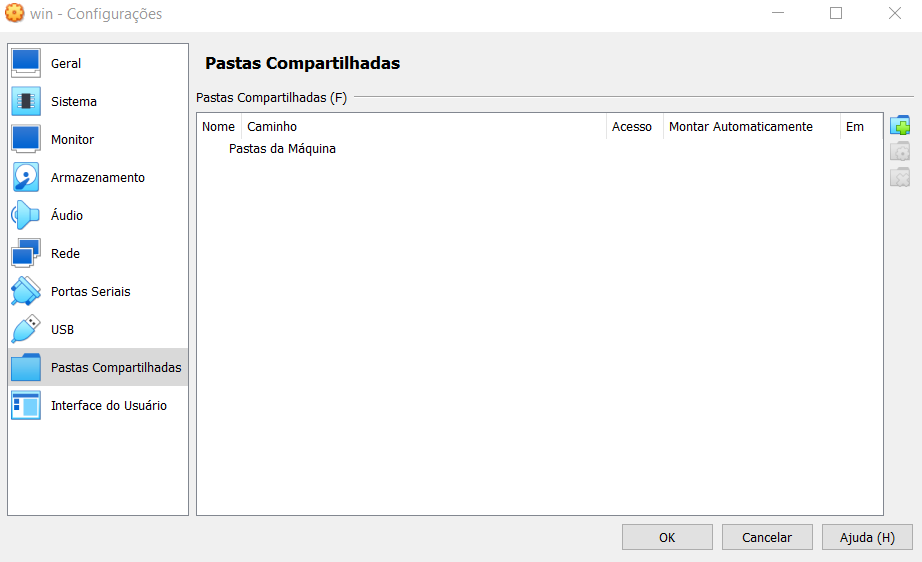 win - Configurações
Geral
Sistema
Monitor
Armazenamento
Áudio
Rede
Portas Seriais
USB
Pastas Compartilhadas
Interface do Usuário
Pastas Compartilhadas
Pastas Compartilhadas (F)
Nome Caminho Acesso Montar Automaticamente Em
Pastas da Máquina
OK Cancelar Ajuda (H)